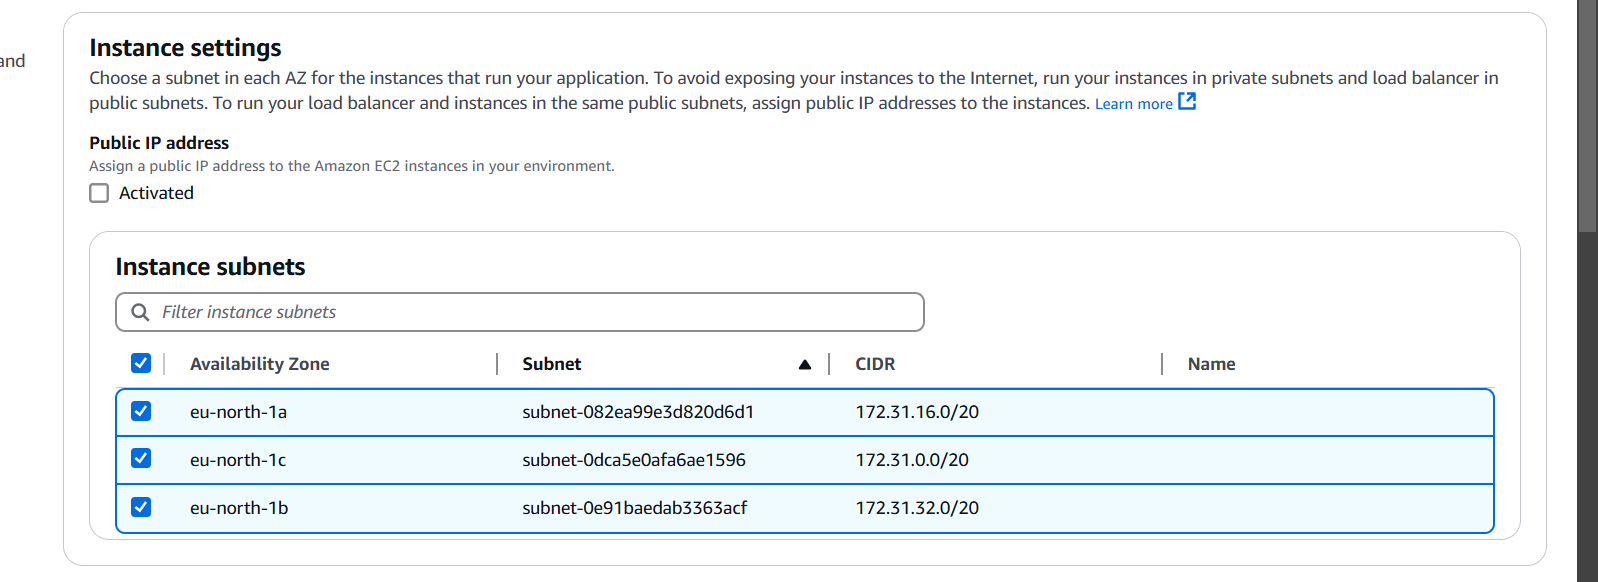 and
Instance settings
Choose a subnet in each AZ for the instances that run your application. To avoid exposing your instances to the Internet, run your instances in private subnets and load balancer in
public subnets. To run your load balancer and instances in the same public subnets, assign public IP addresses to the instances. Learn more
Public IP address
Assign a public IP address to the Amazon EC2 instances in your environment.
Activated
Instance subnets
Filter instance subnets
Availability Zone Subnet CIDR Name
eu-north-1a subnet-082ea99e3d820d6d1 172.31.16.0/20
eu-north-1c subnet-0dca5e0afa6ae1596 172.31.0.0/20
eu-north-1b subnet-0e91baedab3363acf 172.31.32.0/20